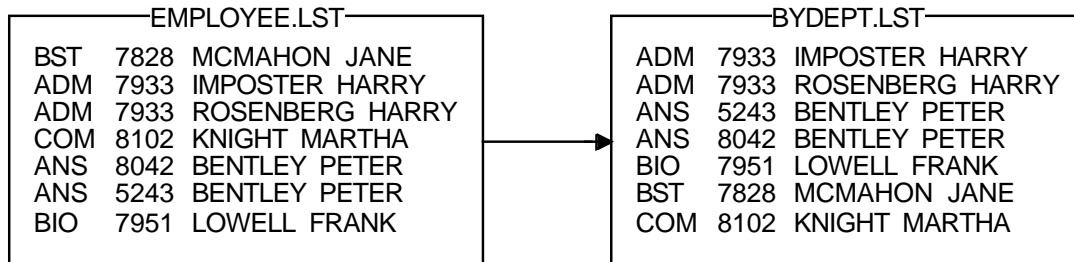 EMPLOYEE.LST
BST 7828 MCMAHON JANE
ADM 7933 IMPOSTER HARRY
ADM 7933 ROSENBERG HARRY
COM 8102 KNIGHT MARTHA
ANS 8042 BENTLEY PETER
ANS 5243 BENTLEY PETER
BIO 7951 LOWELL FRANK
BYDEPT.LST
ADM 7933 IMPOSTER HARRY
ADM 7933 ROSENBERG HARRY
ANS 5243 BENTLEY PETER
ANS 8042 BENTLEY PETER
BIO 7951 LOWELL FRANK
BST 7828 MCMAHON JANE
COM 8102 KNIGHT MARTHA